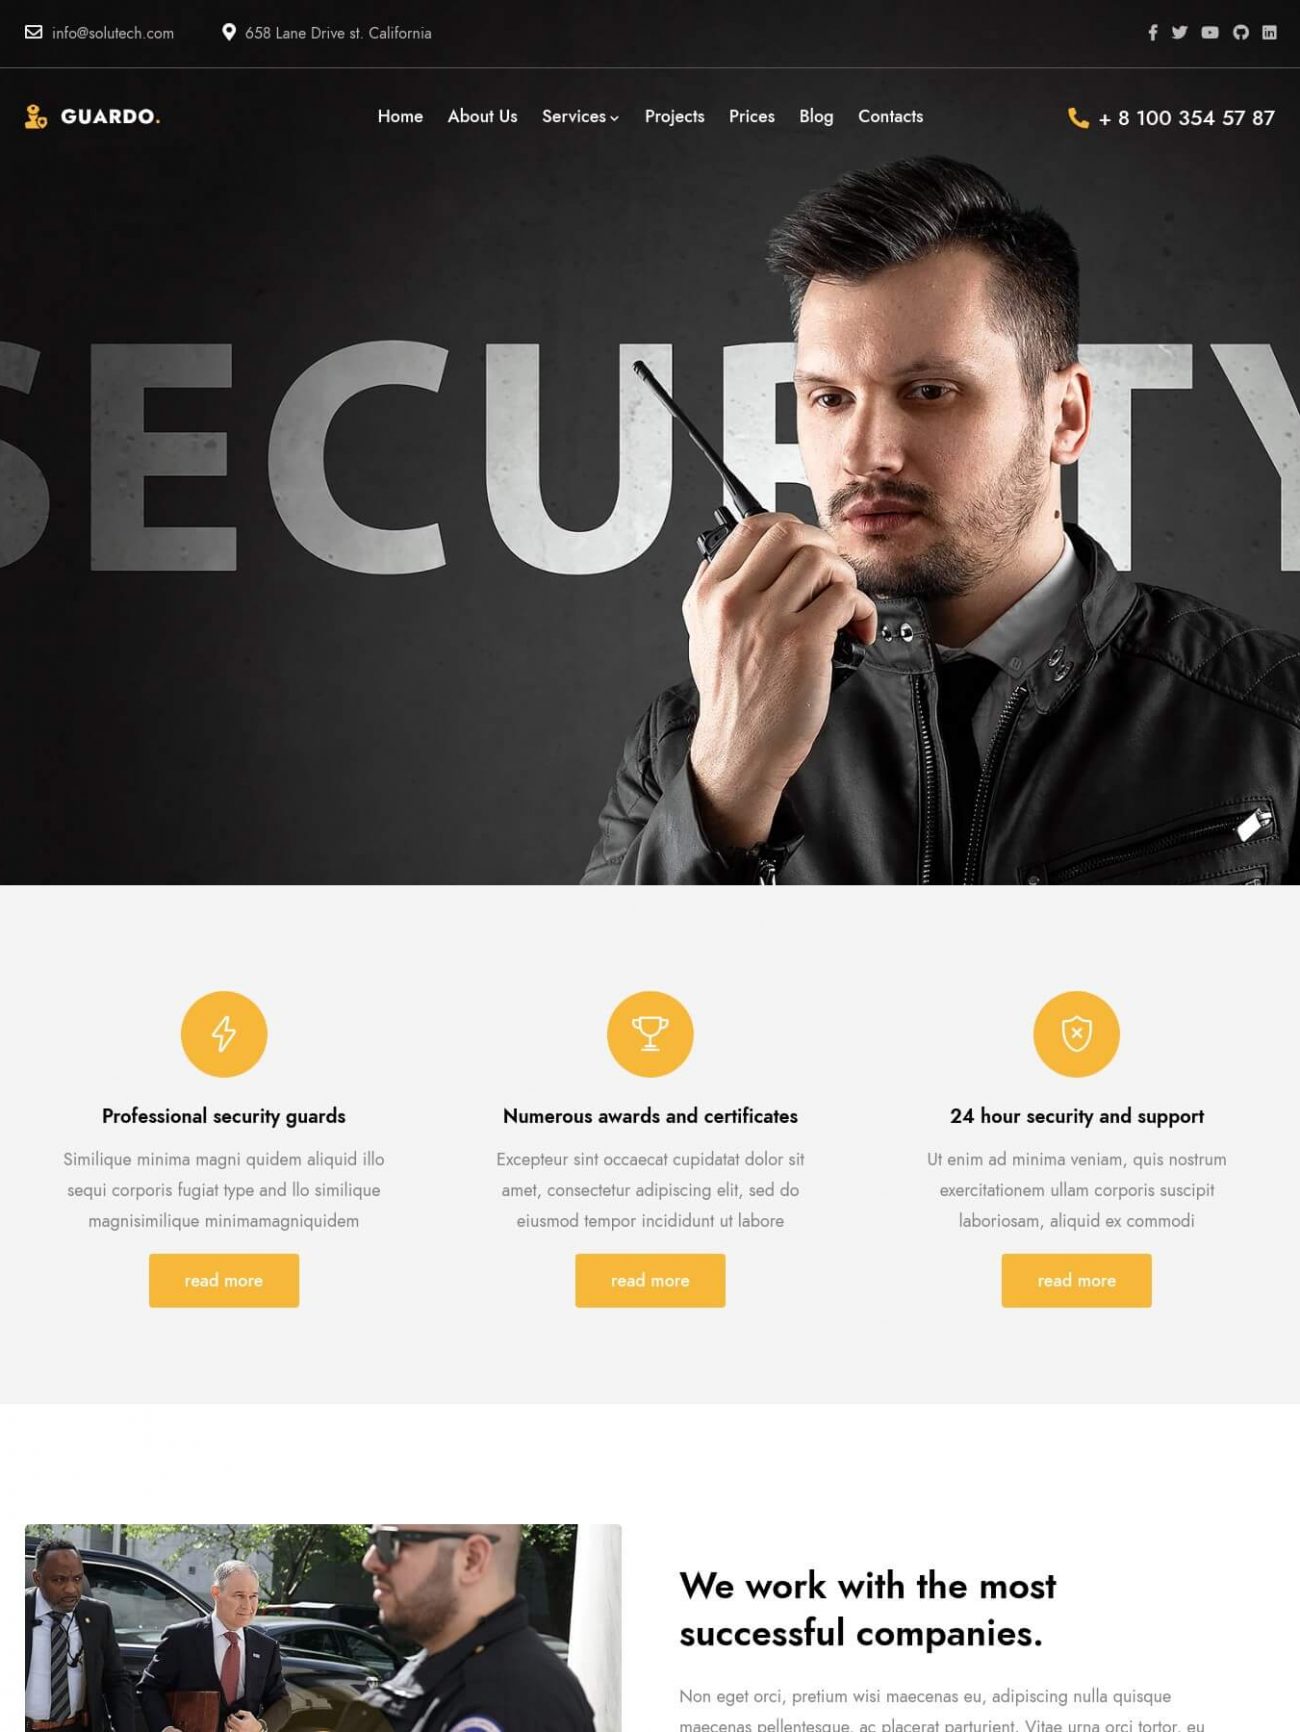 info@solutech.com 658 Lane Drive st. California
GUARDO. Home About Us Services Projects Prices Blog Contacts + 8 100 354 57 87
SECURITY
Professional security guards
Similique minima magni quidem aliquid illo
sequi corporis fugiat type and llo similique
magnisimilique minimamagniquidem
read more
Numerous awards and certificates
Excepteur sint occaecat cupidatat dolor sit
amet, consectetur adipiscing elit, sed do
eiusmod tempor incididunt ut labore
read more
24 hour security and support
Ut enim ad minima veniam, quis nostrum
exercitationem ullam corporis suscipit
laboriosam, aliquid ex commodi
read more
We work with the most
successful companies.
Non eget orci, pretium wisi maecenas eu, adipiscing nulla quisque
maecenas pellentesque, ac placerat parturient. Vitae urna orci tortor, eu